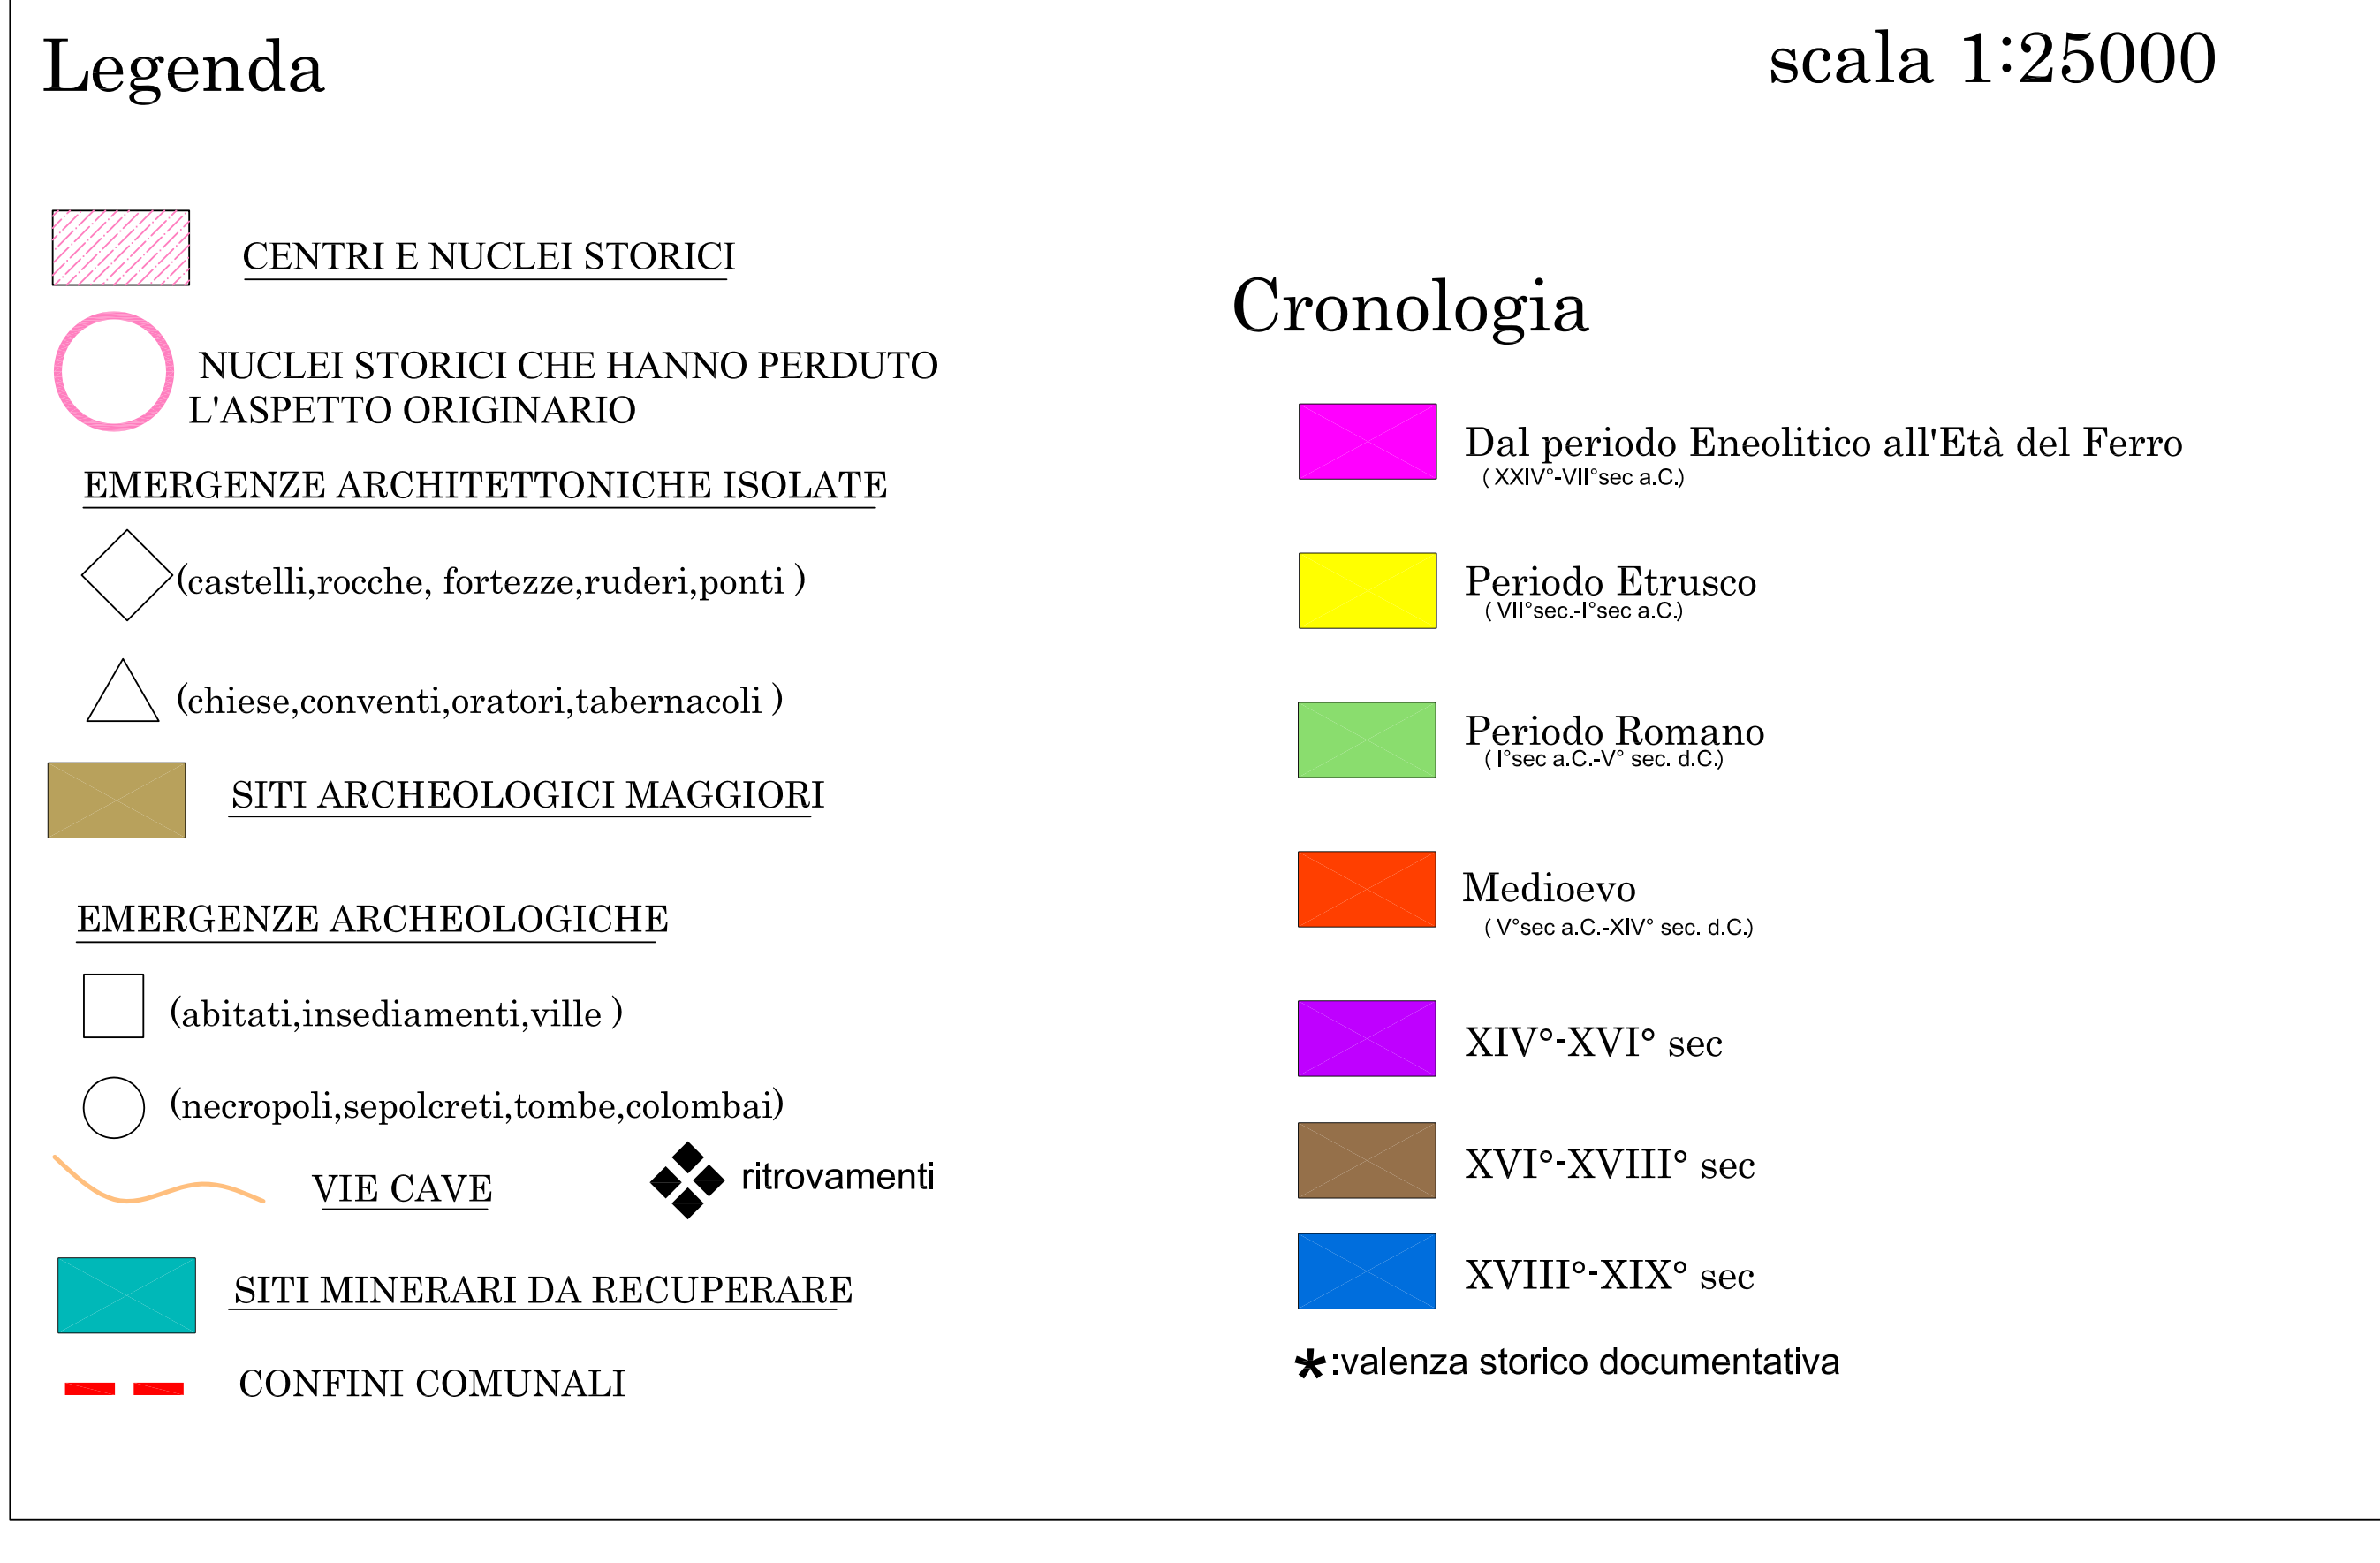 Legenda
scala 1:25000
CENTRI E NUCLEI STORICI
NUCLEI STORICI CHE HANNO PERDUTO
L'ASPETTO ORIGINARIO
EMERGENZE ARCHITETTONICHE ISOLATE
(castelli,rocche, fortezze,ruderi,ponti )
(chiese,conventi,oratori,tabernacoli )
SITI ARCHEOLOGICI MAGGIORI
EMERGENZE ARCHEOLOGICHE
(abitati,insediamenti,ville )
(necropoli,sepolcreti,tombe,colombai)
VIE CAVE
ritrovamenti
SITI MINERARI DA RECUPERARE
CONFINI COMUNALI
Cronologia
Dal periodo Eneolitico all'Età del Ferro
( XXIV°-VII°sec a.C.)
Periodo Etrusco
( VII°sec.-I°sec a.C.)
Periodo Romano
( I°sec a.C.-V° sec. d.C.)
Medioevo
( V°sec a.C.-XIV° sec. d.C.)
XIV°-XVI° sec
XVI°-XVIII° sec
XVIII°-XIX° sec
*:valenza storico documentativa